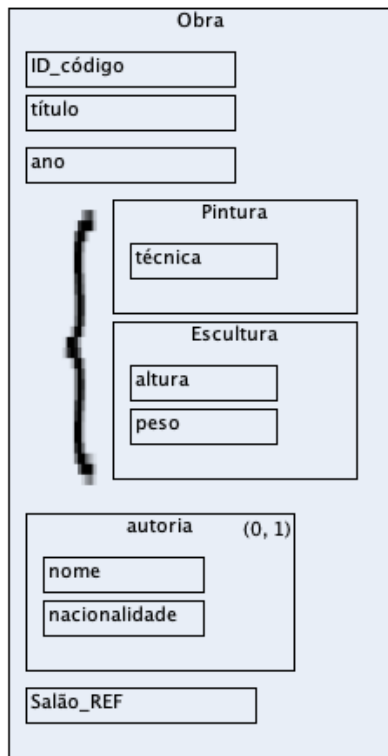 Obra
ID_código
título
ano
Pintura
técnica
Escultura
altura
peso
autoria (0, 1)
nome
nacionalidade
Salão_REF